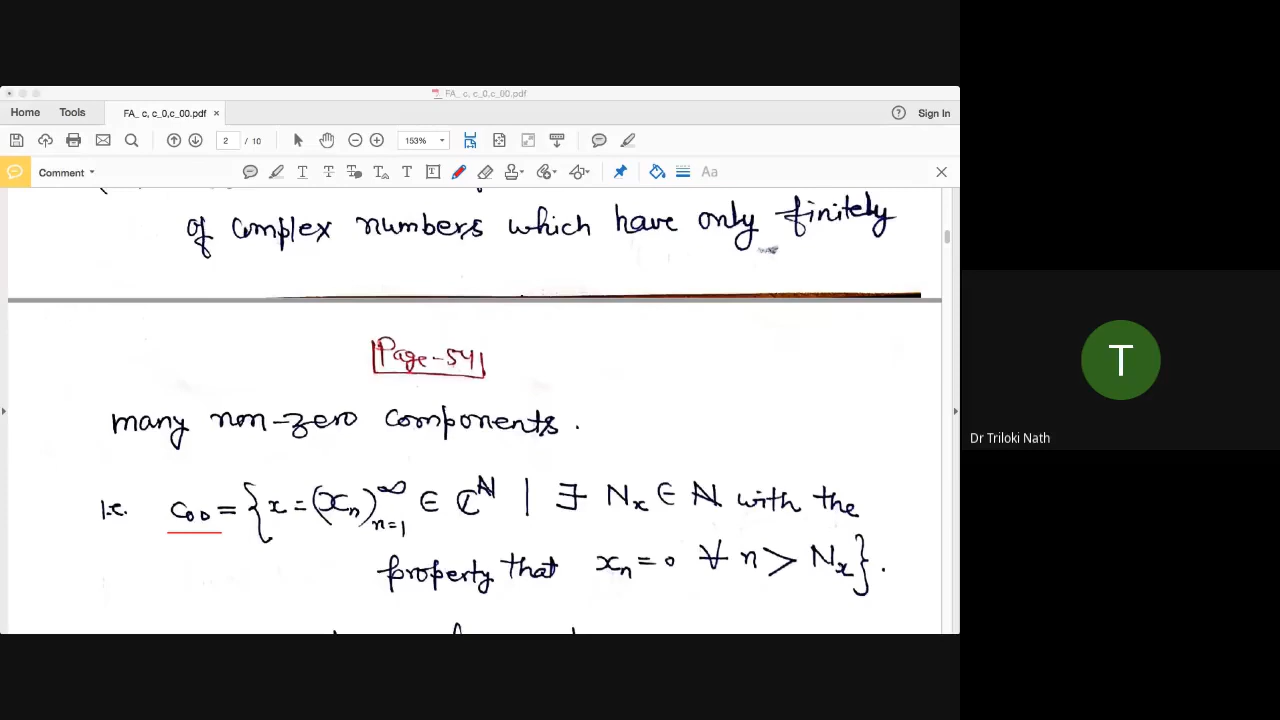 FA_ c, c_0,c_00.pdf
Home Tools FA_ c, c_0,c_00.pdf × Sign In
2 / 10 153%
Comment
of complex numbers which have only finitely
Page-54
many non-zero components.
i.e. c₀₀ = {x = (xₙ)ₙ₌₁^∞ ∈ ℂ^ℕ | ∃ Nₓ ∈ ℕ with the
property that xₙ = 0 ∀ n > Nₓ}.
T
Dr Triloki Nath